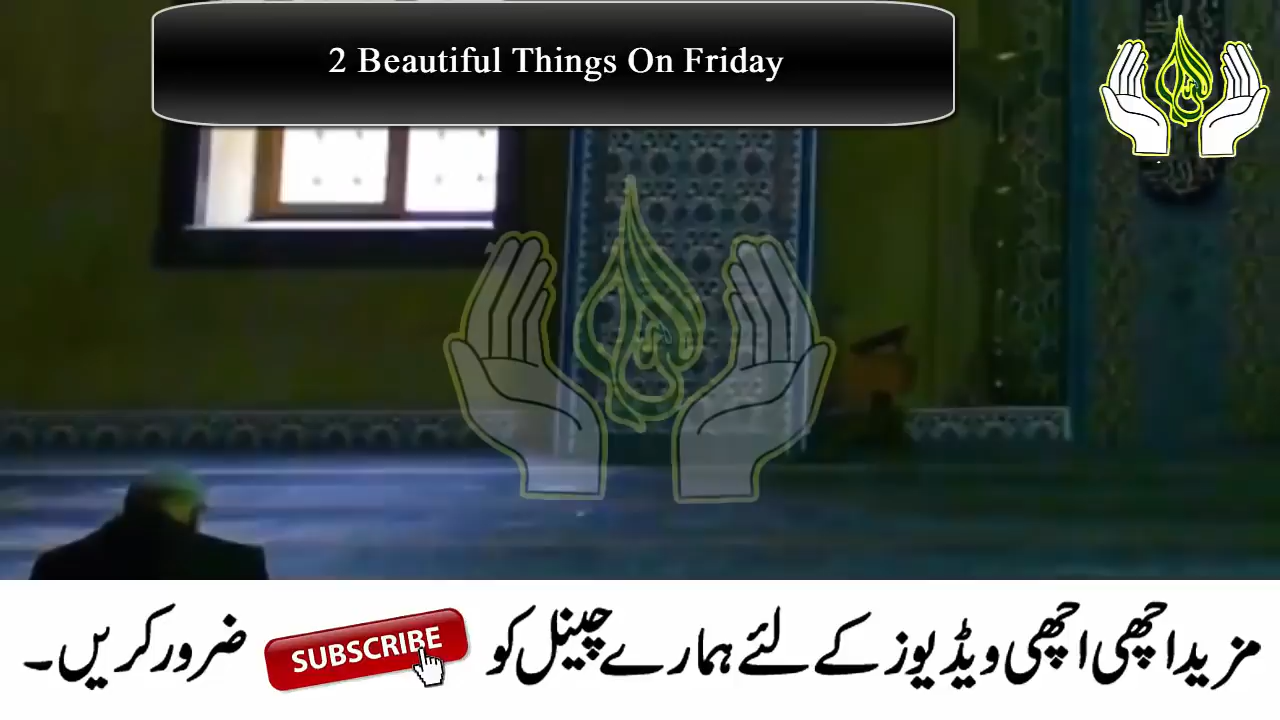 2 Beautiful Things On Friday
مزید اچھی اچھی ویڈیوز کے لئے ہمارے چینل کو SUBSCRIBE ضرور کریں۔